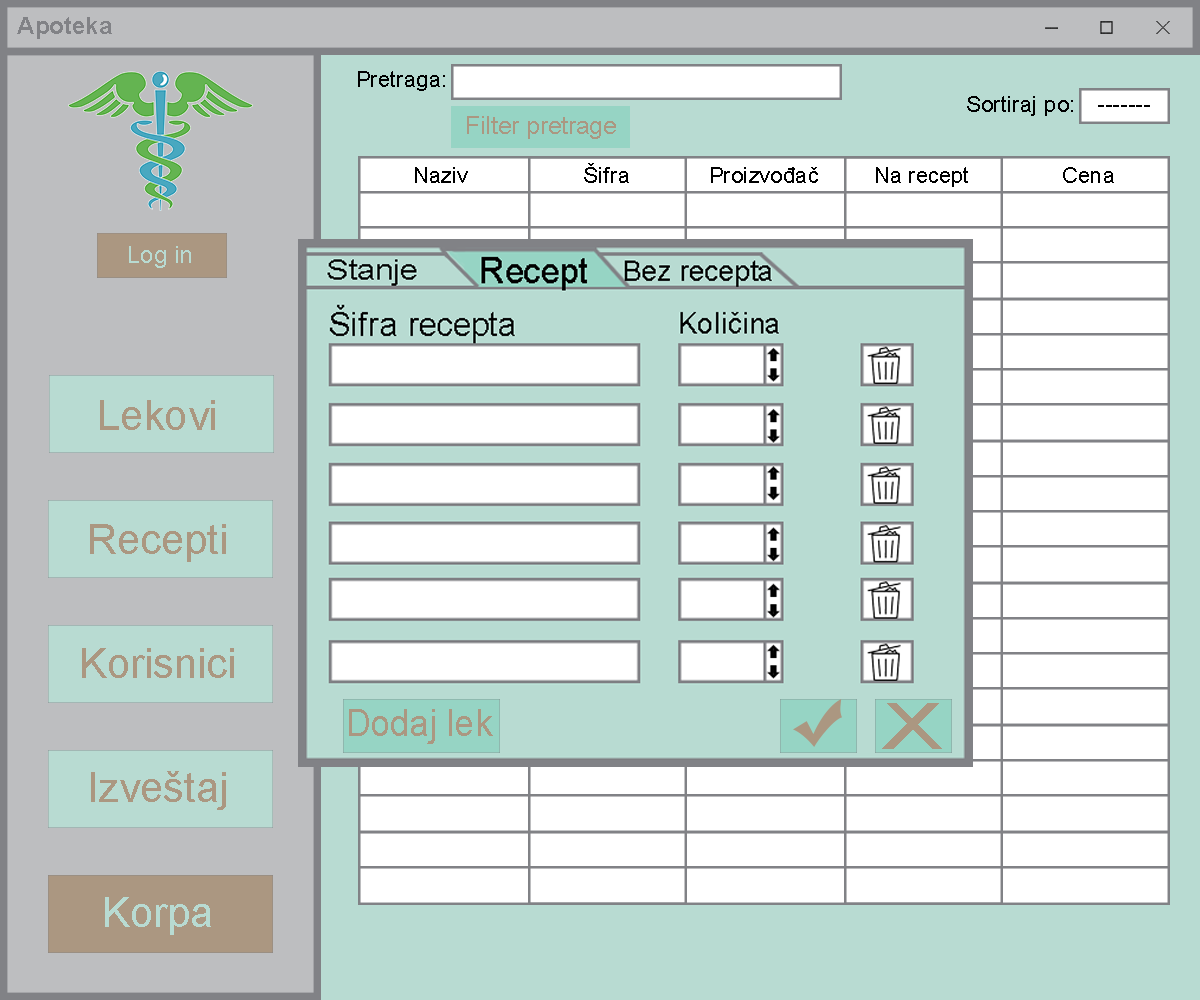 Apoteka
Log in
Lekovi
Recepti
Korisnici
Izveštaj
Korpa
Pretraga:
Filter pretrage
Sortiraj po: -------
Naziv Šifra Proizvođač Na recept Cena
Stanje Recept Bez recepta
Šifra recepta Količina
Dodaj lek